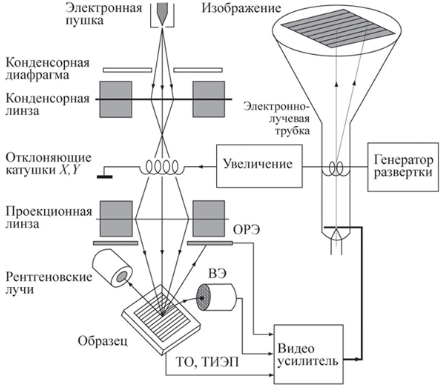 Электронная
пушка
Изображение
Конденсорная
диафрагма
Конденсорная
линза
Электронно-
лучевая
трубка
Отклоняющие
катушки X,Y
Увеличение
Генератор
развертки
Проекционная
линза
ОРЭ
Рентгеновские
лучи
ВЭ
Образец
ТО, ТИЭП
Видео
усилитель